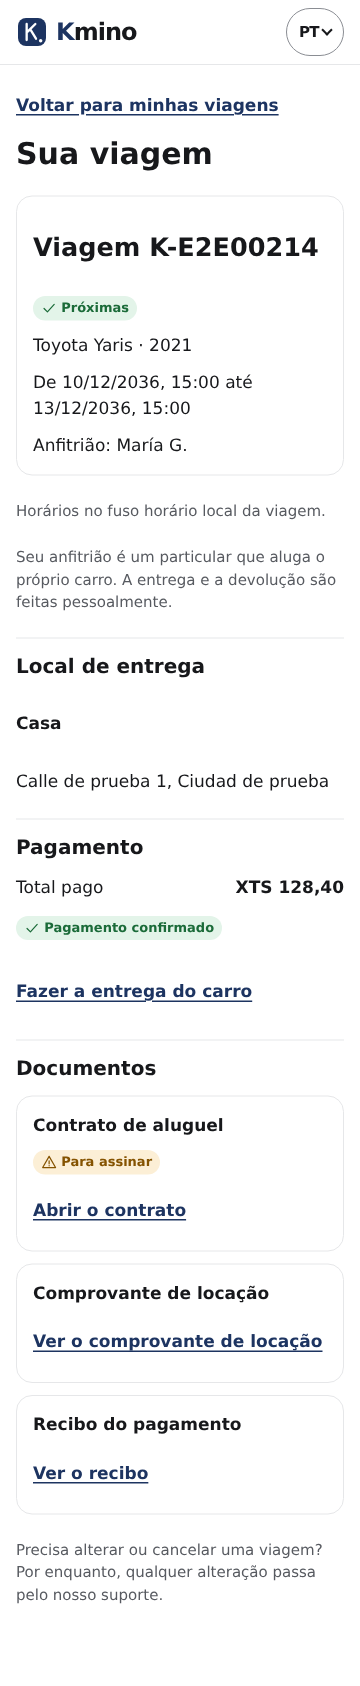 K. Kmino
PT
Voltar para minhas viagens
Sua viagem
Viagem K-E2E00214
Próximas
Toyota Yaris · 2021
De 10/12/2036, 15:00 até
13/12/2036, 15:00
Anfitrião: María G.
Horários no fuso horário local da viagem.
Seu anfitrião é um particular que aluga o
próprio carro. A entrega e a devolução são
feitas pessoalmente.
Local de entrega
Casa
Calle de prueba 1, Ciudad de prueba
Pagamento
Total pago XTS 128,40
Pagamento confirmado
Fazer a entrega do carro
Documentos
Contrato de aluguel
Para assinar
Abrir o contrato
Comprovante de locação
Ver o comprovante de locação
Recibo do pagamento
Ver o recibo
Precisa alterar ou cancelar uma viagem?
Por enquanto, qualquer alteração passa
pelo nosso suporte.